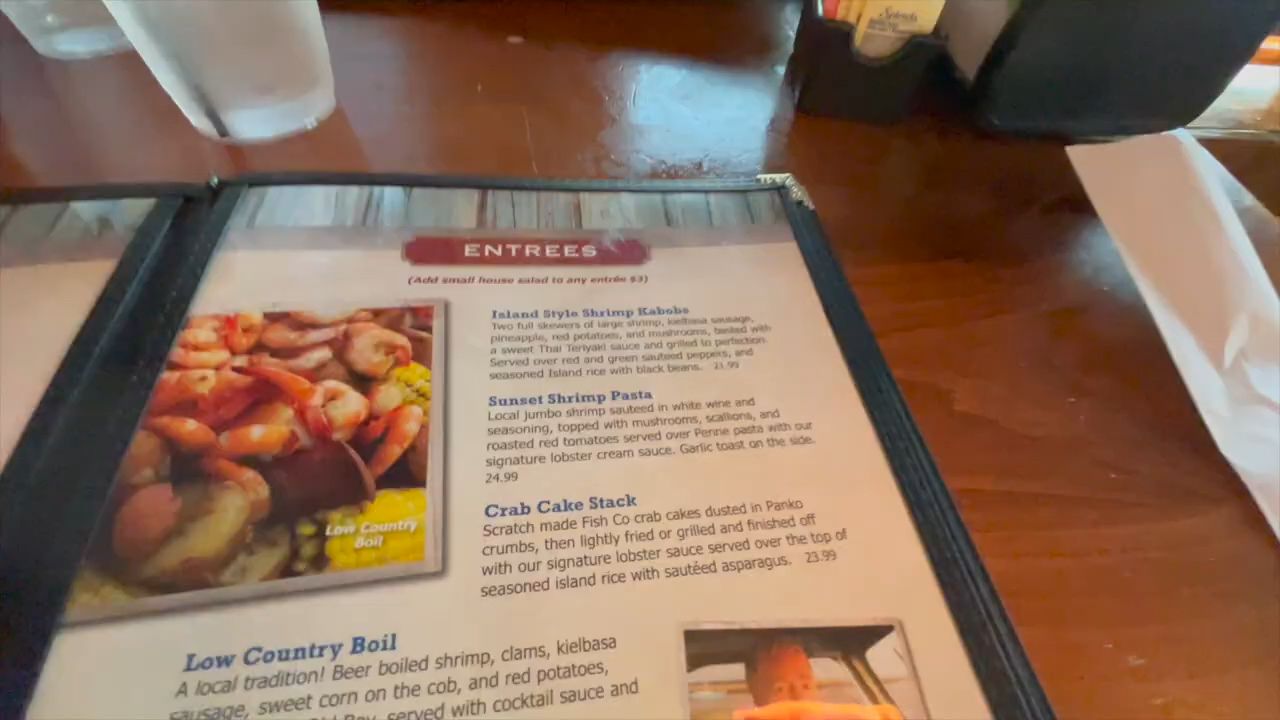 Splenda
ENTREES
(Add small house salad to any entrée $3)
Island Style Shrimp Kabobs
Two full skewers of large shrimp, kielbasa sausage,
pineapple, red potatoes, and mushrooms, basted with
a sweet Thai Teriyaki sauce and grilled to perfection.
Served over red and green sauteed peppers, and
seasoned Island rice with black beans. 21.99
Sunset Shrimp Pasta
Local jumbo shrimp sauteed in white wine and
seasoning, topped with mushrooms, scallions, and
roasted red tomatoes served over Penne pasta with our
signature lobster cream sauce. Garlic toast on the side.
24.99
Crab Cake Stack
Scratch made Fish Co crab cakes dusted in Panko
crumbs, then lightly fried or grilled and finished off
with our signature lobster sauce served over the top of
seasoned island rice with sautéed asparagus. 23.99
Low Country
Boil
Low Country Boil
A local tradition! Beer boiled shrimp, clams, kielbasa
sausage, sweet corn on the cob, and red potatoes,
Bay, served with cocktail sauce and